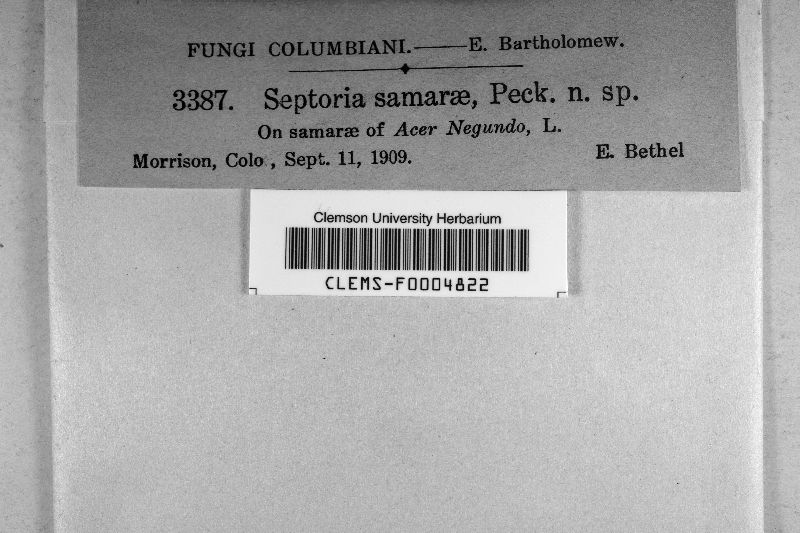 FUNGI COLUMBIANI.——E. Bartholomew.
3387. Septoria samaræ, Peck. n. sp.
On samaræ of Acer Negundo, L.
Morrison, Colo., Sept. 11, 1909. E. Bethel
Clemson University Herbarium
CLEMS-F0004822